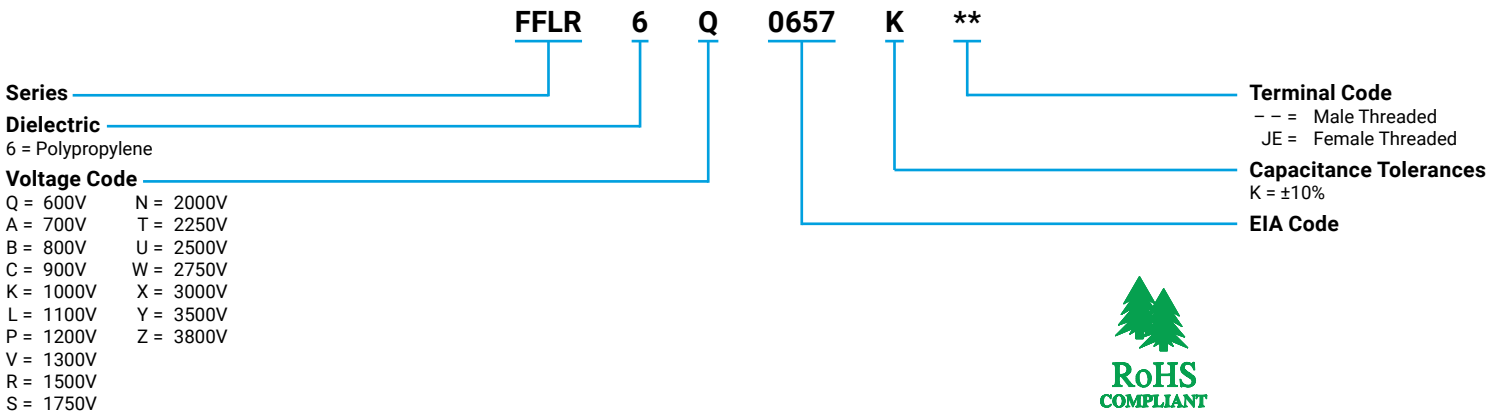 FFLR 6 Q 0657 K **
Series
Dielectric
6 = Polypropylene
Voltage Code
Q = 600V N = 2000V
A = 700V T = 2250V
B = 800V U = 2500V
C = 900V W = 2750V
K = 1000V X = 3000V
L = 1100V Y = 3500V
P = 1200V Z = 3800V
V = 1300V
R = 1500V
S = 1750V
Terminal Code
– – = Male Threaded
JE = Female Threaded
Capacitance Tolerances
K = ±10%
EIA Code
RoHS
COMPLIANT